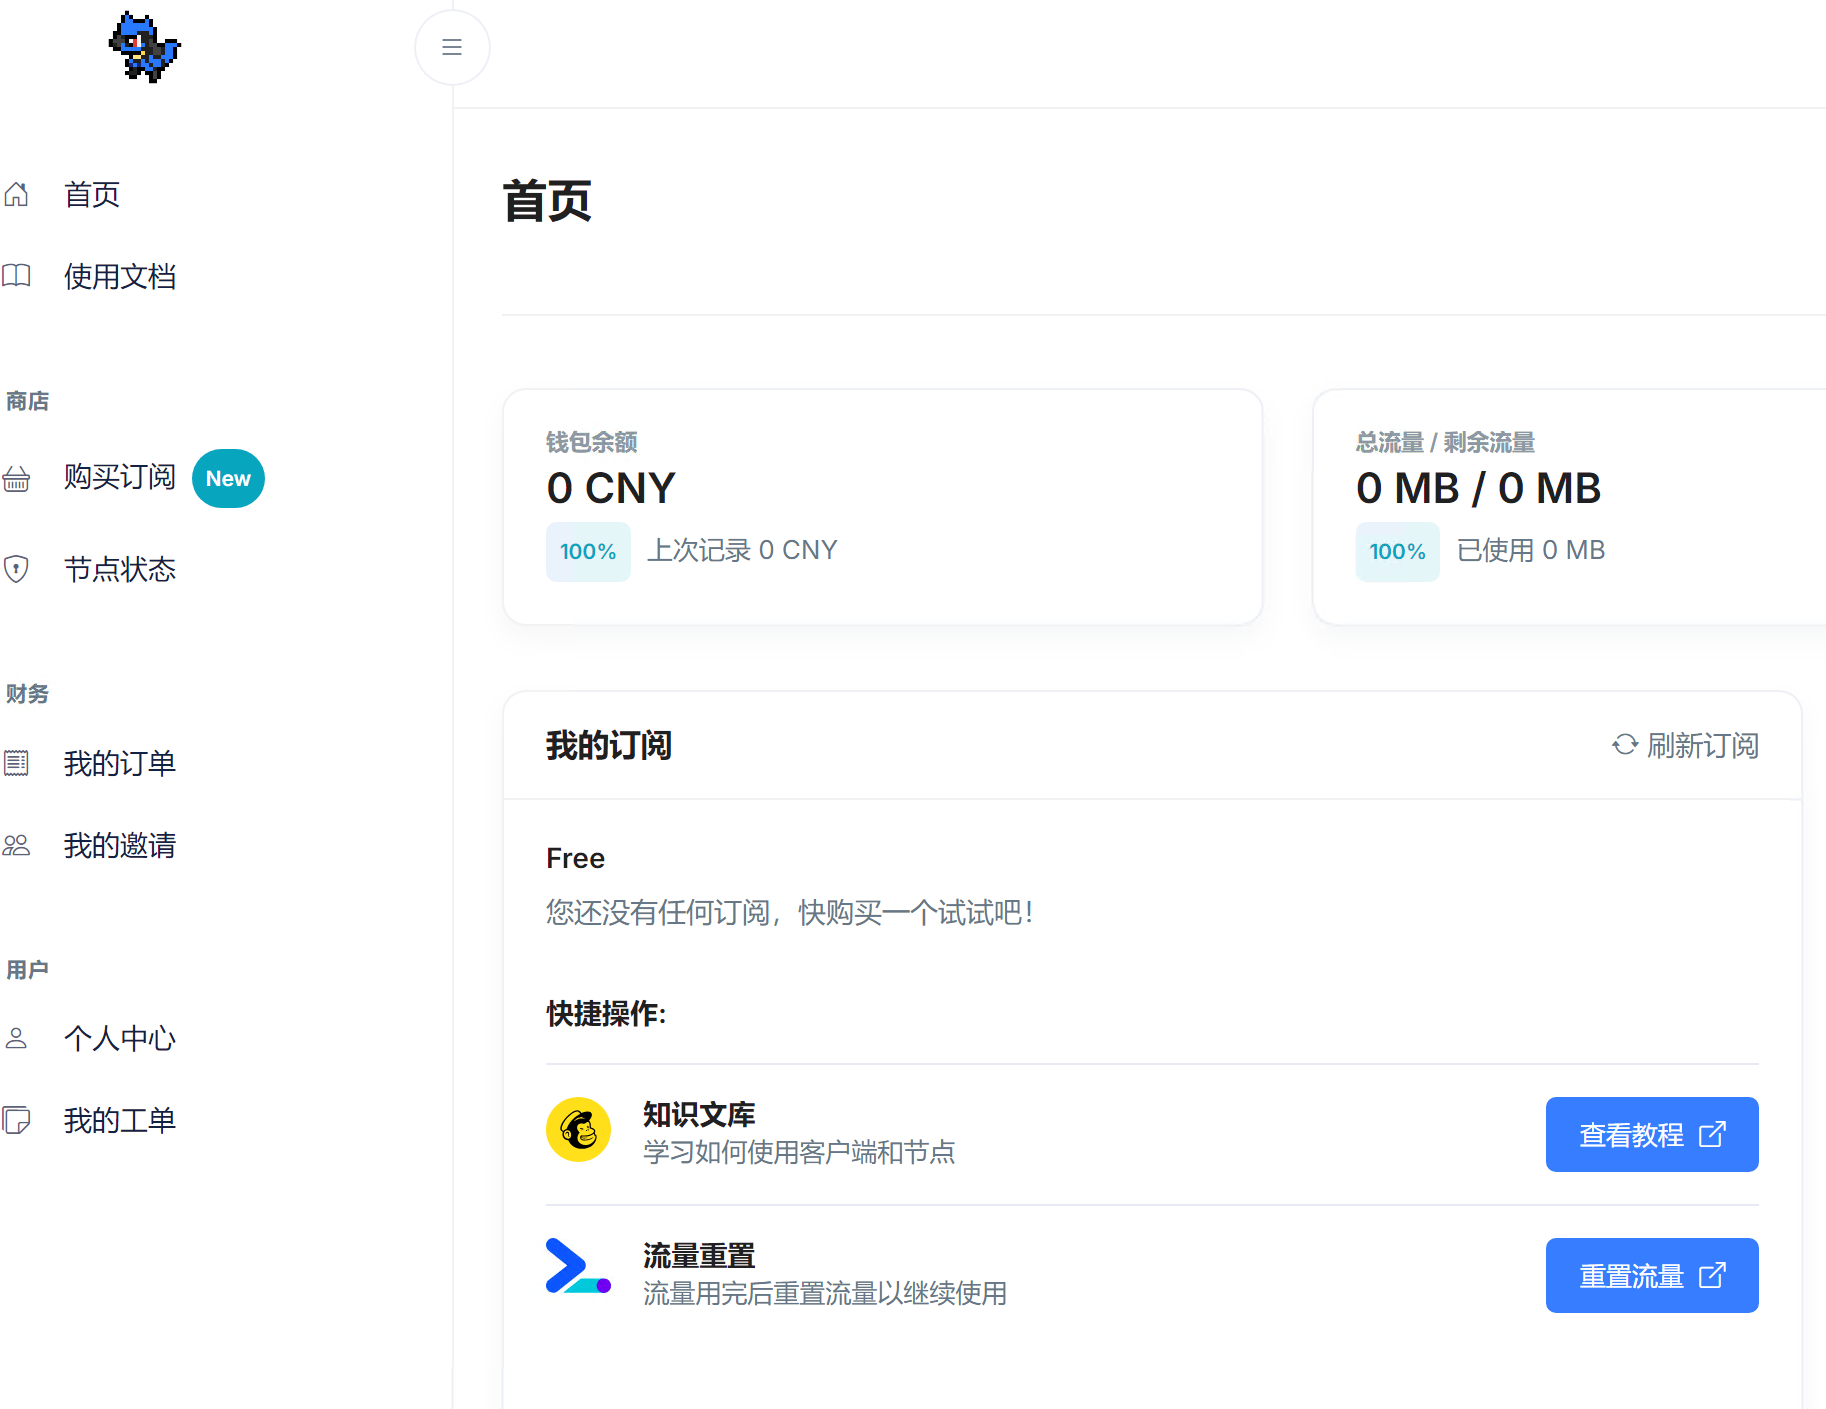 首页
使用文档
商店
购买订阅 New
节点状态
财务
我的订单
我的邀请
用户
个人中心
我的工单
首页
钱包余额
0 CNY
100% 上次记录 0 CNY
总流量 / 剩余流量
0 MB / 0 MB
100% 已使用 0 MB
我的订阅
刷新订阅
Free
您还没有任何订阅，快购买一个试试吧！
快捷操作:
知识文库
学习如何使用客户端和节点
查看教程
流量重置
流量用完后重置流量以继续使用
重置流量